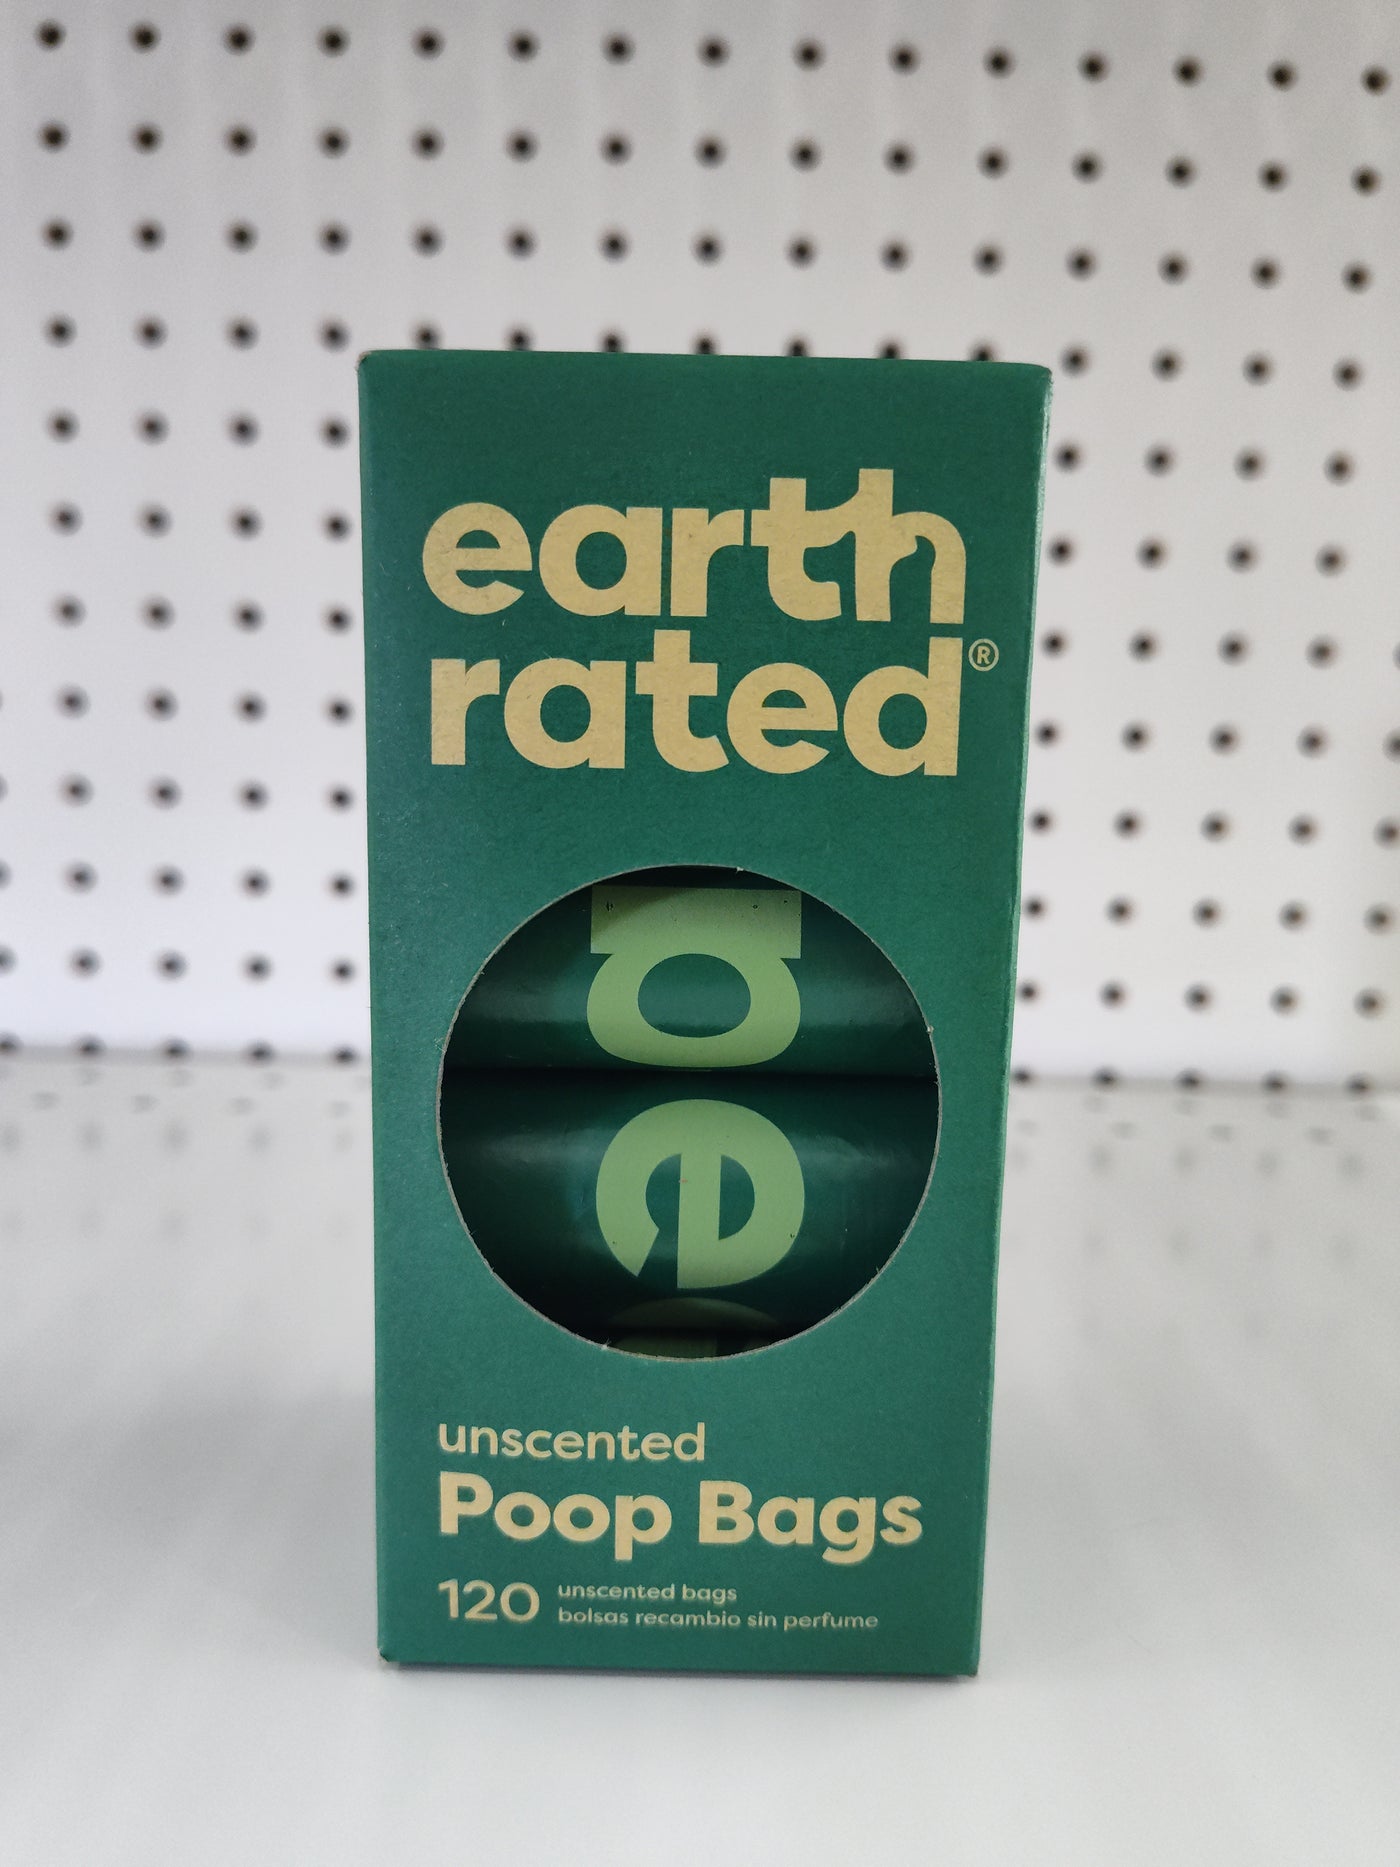 earth
rated®
d
e
unscented
Poop Bags
120 unscented bags
bolsas recambio sin perfume